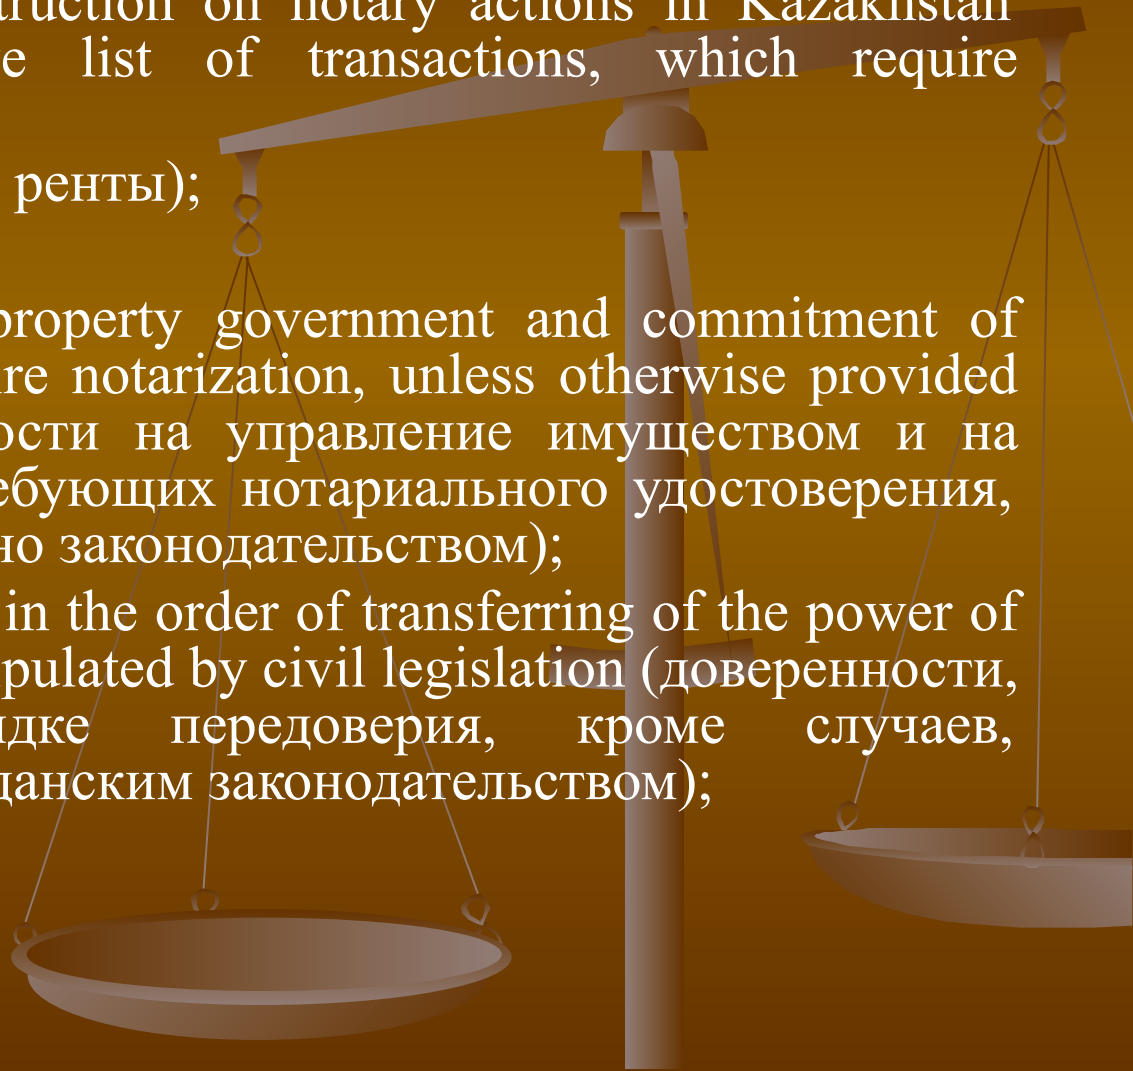 truction on notary actions in Kazakhstan
e list of transactions, which require
ренты);
property government and commitment of
ire notarization, unless otherwise provided
ости на управление имуществом и на
ебующих нотариального удостоверения,
но законодательством);
in the order of transferring of the power of
pulated by civil legislation (доверенности,
дке передоверия, кроме случаев,
данским законодательством);